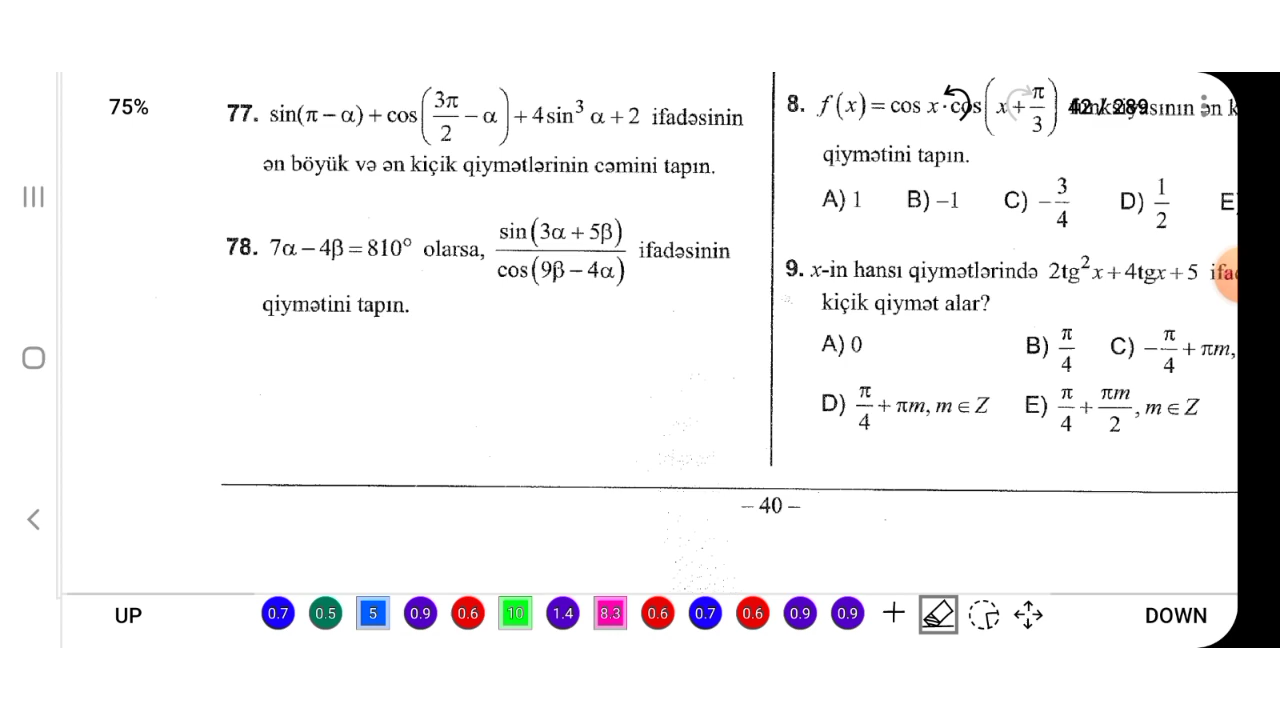 75%
77. sin(π − α) + cos(3π/2 − α) + 4sin³ α + 2 ifadəsinin
ən böyük və ən kiçik qiymətlərinin cəmini tapın.
78. 7α − 4β = 810° olarsa, sin(3α + 5β)/cos(9β − 4α) ifadəsinin
qiymətini tapın.
8. f(x) = cos x · cos(x + π/3) 42 / 289
qiymətini tapın.
A) 1 B) −1 C) −3/4 D) 1/2 E)
9. x-in hansı qiymətlərində 2tg²x + 4tgx + 5
kiçik qiymət alar?
A) 0 B) π/4 C) −π/4 + πm,
D) π/4 + πm, m ∈ Z E) π/4 + πm/2, m ∈ Z
– 40 –
UP 0.7 0.5 5 0.9 0.6 10 1.4 8.3 0.6 0.7 0.6 0.9 0.9 + DOWN